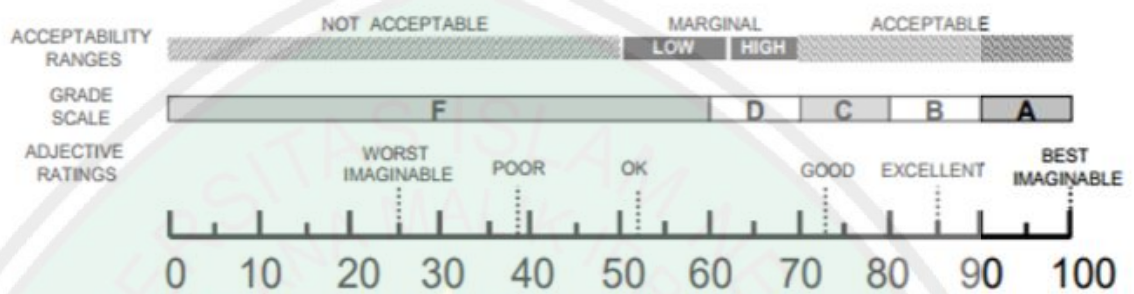 NOT ACCEPTABLE MARGINAL ACCEPTABLE
ACCEPTABILITY RANGES
LOW HIGH
GRADE SCALE
F D C B A
ADJECTIVE RATINGS
WORST IMAGINABLE POOR OK GOOD EXCELLENT BEST IMAGINABLE
0 10 20 30 40 50 60 70 80 90 100